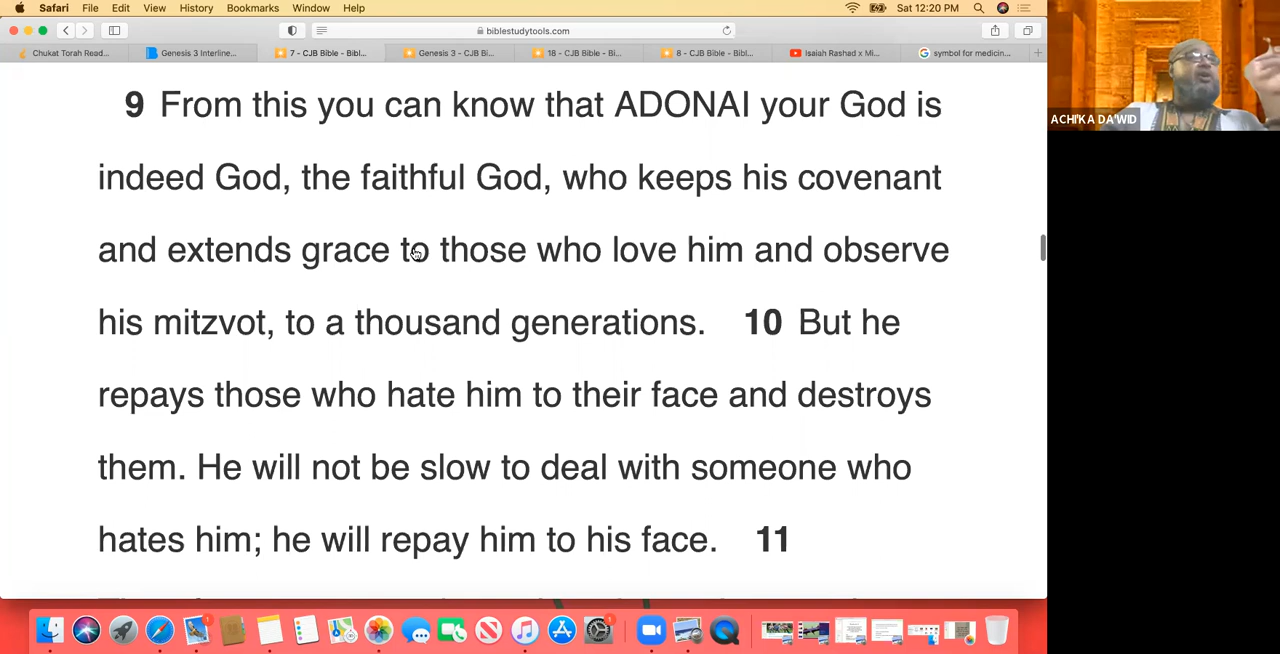 Safari File Edit View History Bookmarks Window Help Sat 12:20 PM
biblestudytools.com
Chukat Torah Read... Genesis 3 Interline... 7 - CJB Bible - Bibl... Genesis 3 - CJB Bi... 18 - CJB Bible - Bi... 8 - CJB Bible - Bibl... Isaiah Rashad x Mi... symbol for medicin...
9 From this you can know that ADONAI your God is
indeed God, the faithful God, who keeps his covenant
and extends grace to those who love him and observe
his mitzvot, to a thousand generations. 10 But he
repays those who hate him to their face and destroys
them. He will not be slow to deal with someone who
hates him; he will repay him to his face. 11
ACHI'KA DA'WID